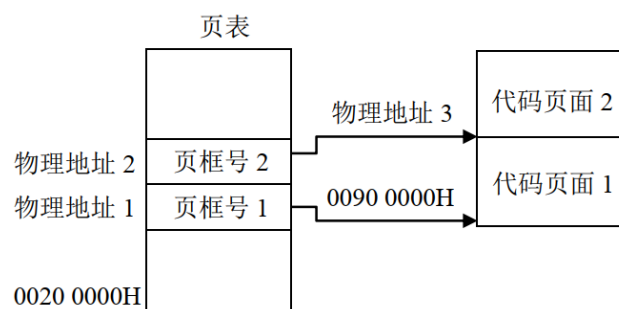 页表
物理地址 3
代码页面 2
物理地址 2
页框号 2
物理地址 1
页框号 1
0090 0000H
代码页面 1
0020 0000H